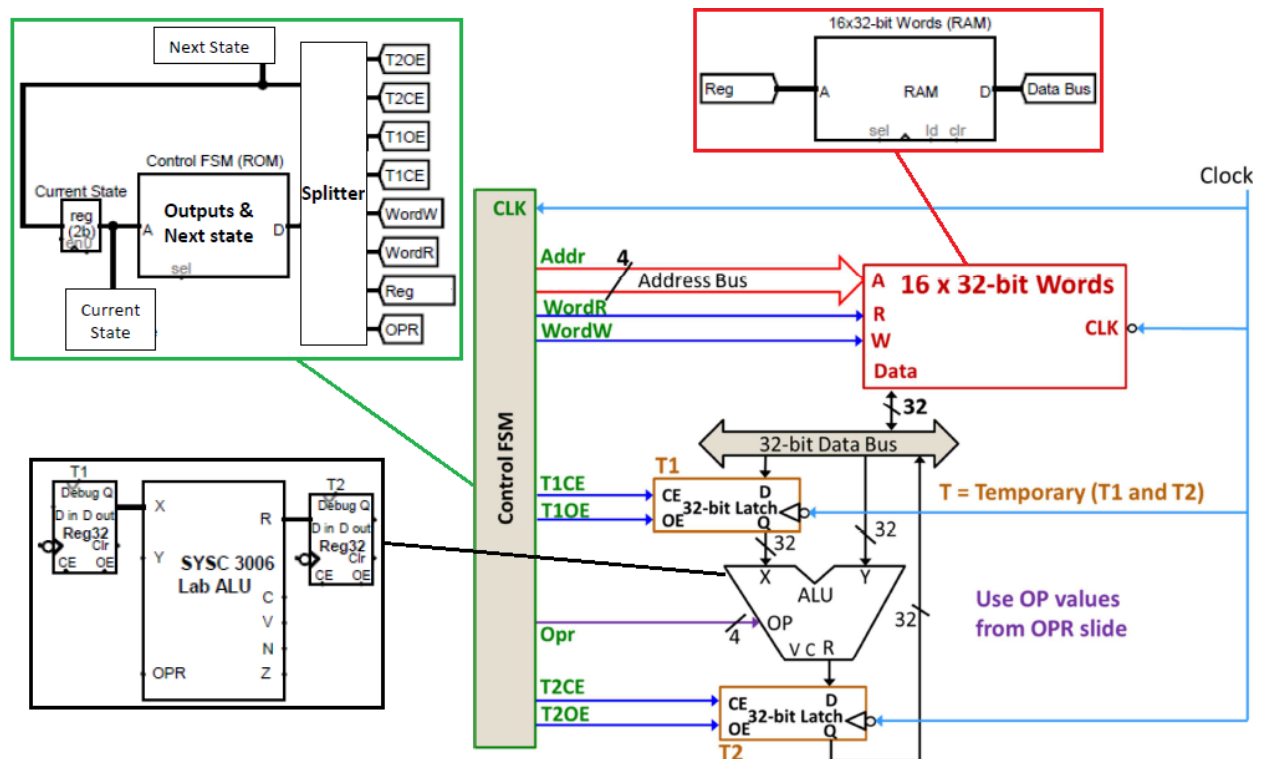 Next State
T2OE
T2CE
T1OE
T1CE
WordW
WordR
Reg
OPR
Splitter
Control FSM (ROM)
Current State
reg
(2b)
en0
A
Outputs &
Next state
D
sel
Current
State
16x32-bit Words (RAM)
Reg
A
RAM
D
Data Bus
sel
ld
clr
Clock
CLK
Addr
4
Address Bus
WordR
WordW
A
16 x 32-bit Words
R
W
CLK
Data
32
32-bit Data Bus
Control FSM
T1
T1CE
T1OE
CE
D
OE
32-bit Latch
Q
32
32
T = Temporary (T1 and T2)
X
Y
ALU
OP
4
Opr
V C R
32
Use OP values
from OPR slide
T2CE
T2OE
CE
D
OE
32-bit Latch
Q
T2
T1
Debug Q
D in D out
Reg32
Clr
CE OE
X
Y
R
SYSC 3006
Lab ALU
C
V
N
Z
OPR
T2
Debug Q
D in D out
Reg32
Clr
CE OE